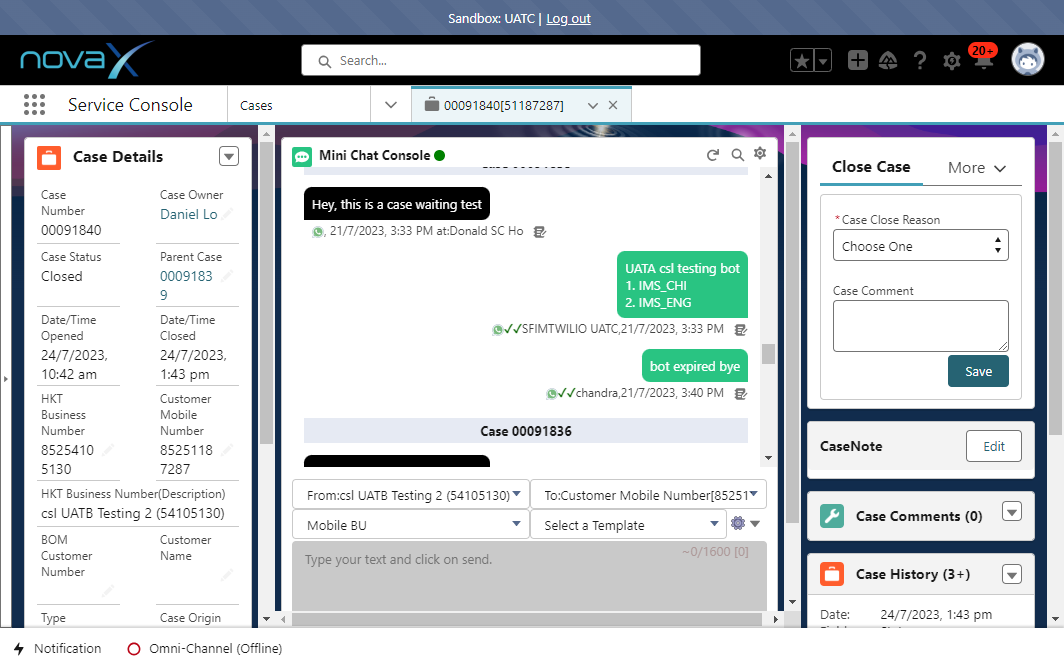 Sandbox: UATC | Log out
novaX
Search...
20+
Service Console
Cases
00091840[51187287]
Case Details
Case
Number
00091840
Case Owner
Daniel Lo
Case Status
Closed
Parent Case
0009183
9
Date/Time
Opened
24/7/2023,
10:42 am
Date/Time
Closed
24/7/2023,
1:43 pm
HKT
Business
Number
8525410
5130
Customer
Mobile
Number
8525118
7287
HKT Business Number(Description)
csl UATB Testing 2 (54105130)
BOM
Customer
Number
Customer
Name
Type
Case Origin
Mini Chat Console
Hey, this is a case waiting test
, 21/7/2023, 3:33 PM at:Donald SC Ho
UATA csl testing bot
1. IMS_CHI
2. IMS_ENG
✓✓SFIMTWILIO UATC,21/7/2023, 3:33 PM
bot expired bye
✓✓chandra,21/7/2023, 3:40 PM
Case 00091836
From:csl UATB Testing 2 (54105130)
To:Customer Mobile Number[85251
Mobile BU
Select a Template
Type your text and click on send.
~0/1600 [0]
Close Case
More
*Case Close Reason
Choose One
Case Comment
Save
CaseNote
Edit
Case Comments (0)
Case History (3+)
Date:
24/7/2023, 1:43 pm
Notification
Omni-Channel (Offline)